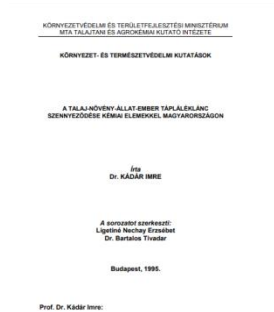 KÖRNYEZETVÉDELMI ÉS TERÜLETFEJLESZTÉSI MINISZTÉRIUM
MTA TALAJTANI ÉS AGROKÉMIAI KUTATÓ INTÉZETE
KÖRNYEZET- ÉS TERMÉSZETVÉDELMI KUTATÁSOK
A TALAJ-NÖVÉNY-ÁLLAT-EMBER TÁPLÁLÉKLÁNC
SZENNYEZŐDÉSE KÉMIAI ELEMEKKEL MAGYARORSZÁGON
Írta
Dr. KÁDÁR IMRE
A sorozatot szerkeszti:
Ligetiné Nechay Erzsébet
Dr. Bartalos Tivadar
Budapest, 1995.
Prof. Dr. Kádár Imre: